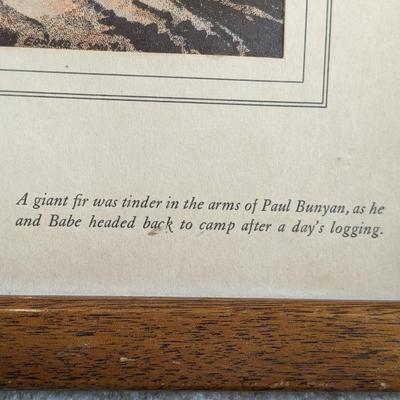 A giant fir was tinder in the arms of Paul Bunyan, as he
and Babe headed back to camp after a day's logging.